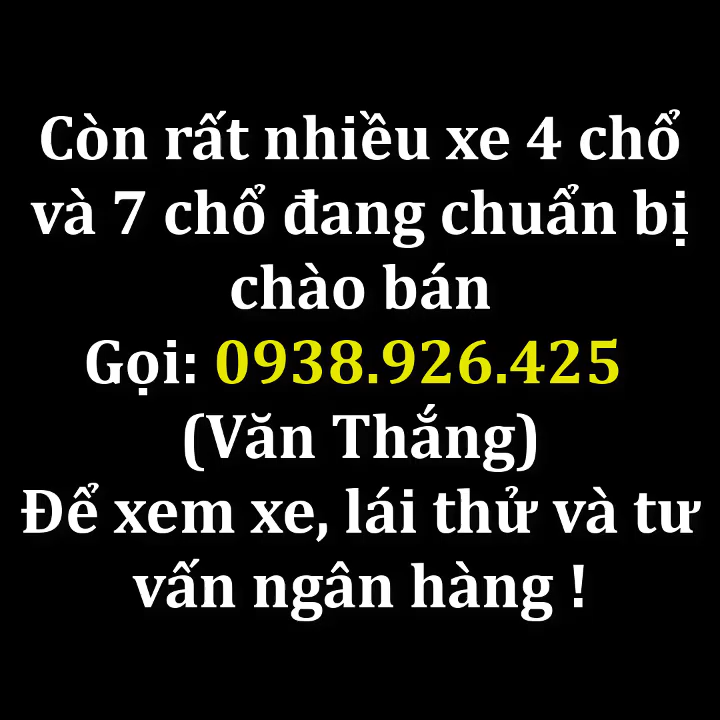 Còn rất nhiều xe 4 chổ
và 7 chổ đang chuẩn bị
chào bán
Gọi: 0938.926.425
(Văn Thắng)
Để xem xe, lái thử và tư
vấn ngân hàng !